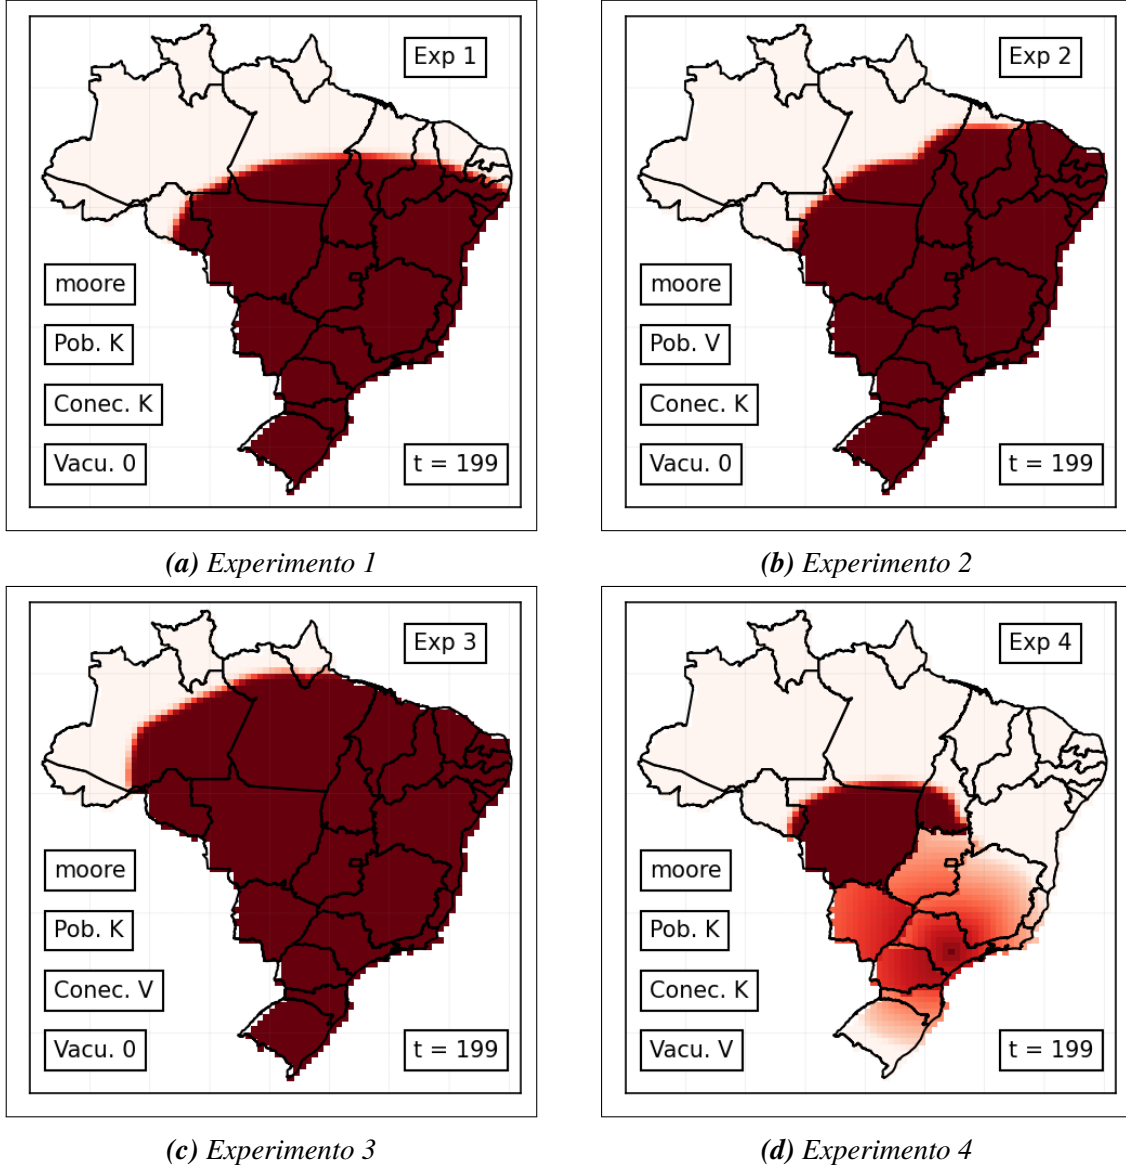 Exp 1
moore
Pob. K
Conec. K
Vacu. 0
t = 199
(a) Experimento 1
Exp 2
moore
Pob. V
Conec. K
Vacu. 0
t = 199
(b) Experimento 2
Exp 3
moore
Pob. K
Conec. V
Vacu. 0
t = 199
(c) Experimento 3
Exp 4
moore
Pob. K
Conec. K
Vacu. V
t = 199
(d) Experimento 4